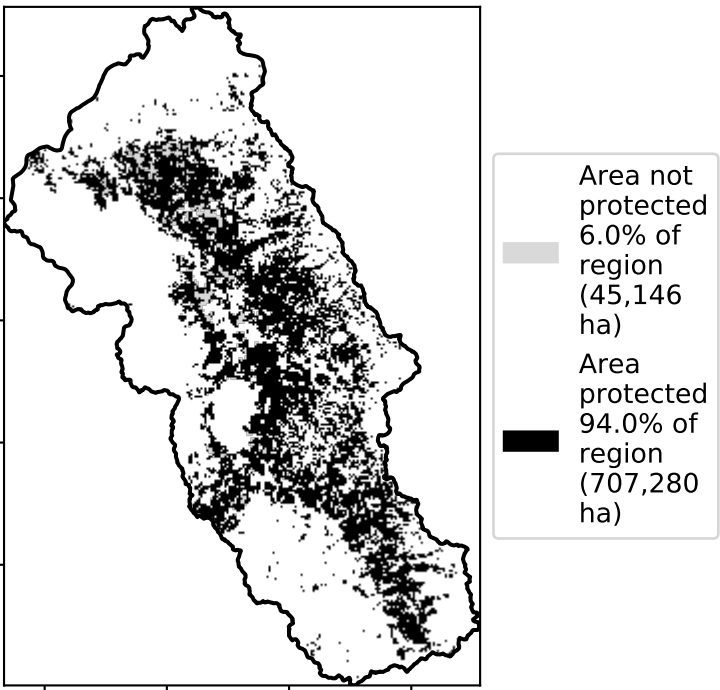 Area not
protected
6.0% of
region
(45,146
ha)
Area
protected
94.0% of
region
(707,280
ha)